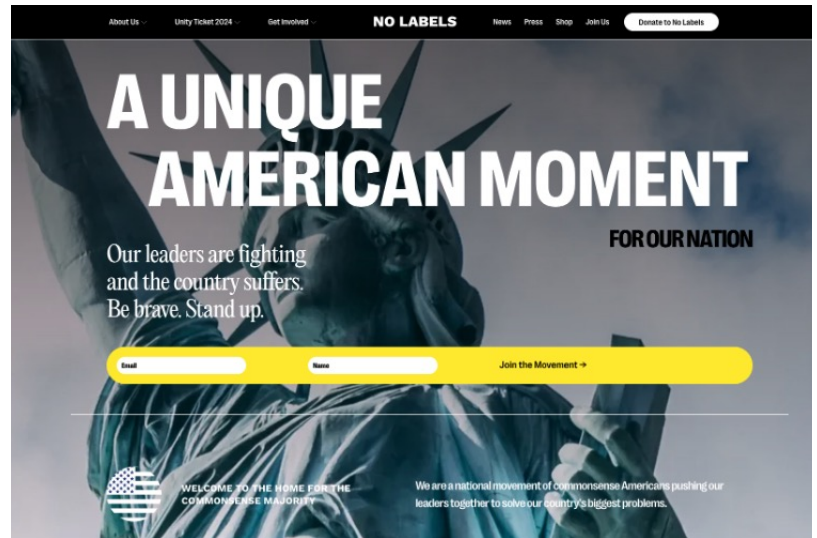 About Us
Unity Ticket 2024
Get Involved
NO LABELS
News
Press
Shop
Join Us
Donate to No Labels
A UNIQUE
AMERICAN MOMENT
FOR OUR NATION
Our leaders are fighting
and the country suffers.
Be brave. Stand up.
Email
Name
Join the Movement →
WELCOME TO THE HOME FOR THE
COMMONSENSE MAJORITY
We are a national movement of commonsense Americans pushing our
leaders together to solve our country's biggest problems.